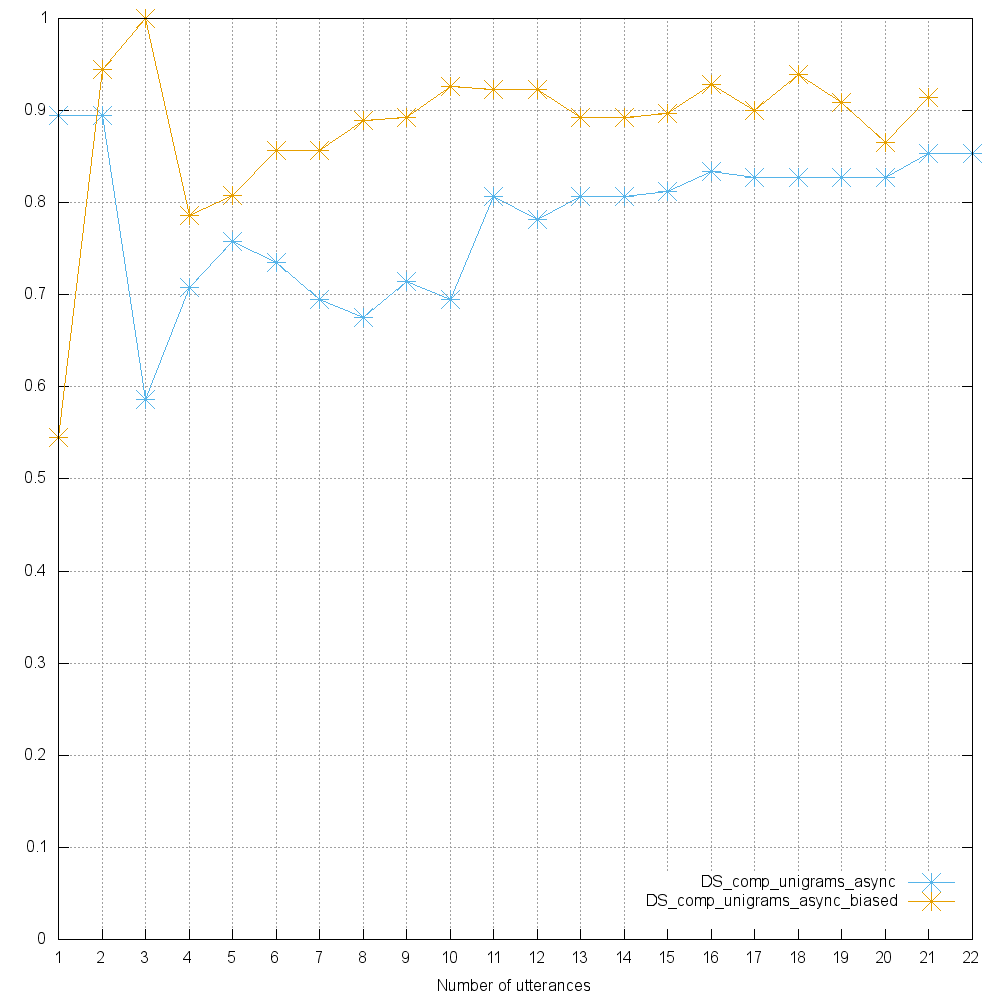 1
0.9
0.8
0.7
0.6
0.5
0.4
0.3
0.2
0.1
0
DS_comp_unigrams_async
DS_comp_unigrams_async_biased
1 2 3 4 5 6 7 8 9 10 11 12 13 14 15 16 17 18 19 20 21 22
Number of utterances